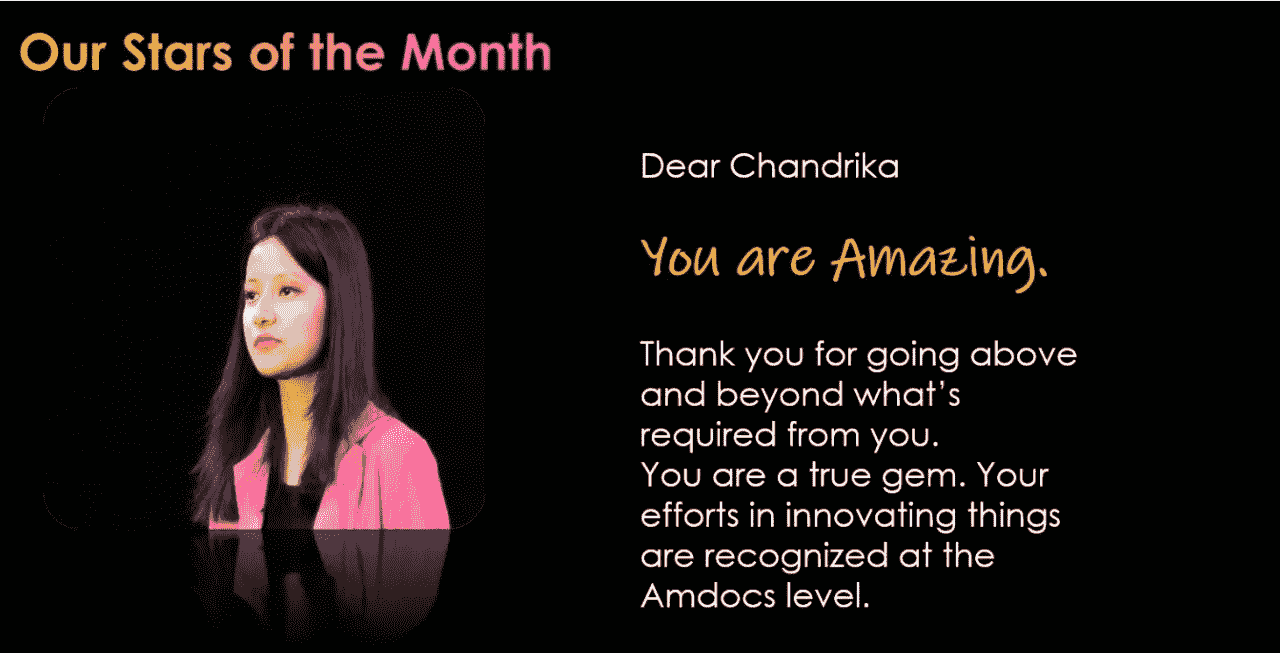 Our Stars of the Month
Dear Chandrika
You are Amazing.
Thank you for going above
and beyond what’s
required from you.
You are a true gem. Your
efforts in innovating things
are recognized at the
Amdocs level.